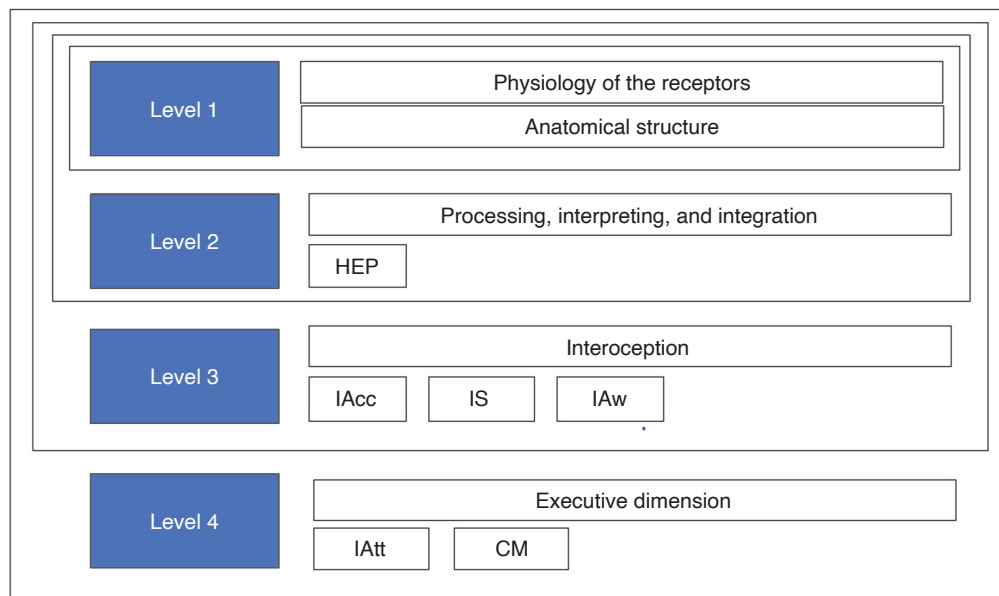 Level 1
Physiology of the receptors
Anatomical structure
Level 2
Processing, interpreting, and integration
HEP
Level 3
Interoception
IAcc
IS
IAw
Level 4
Executive dimension
IAtt
CM